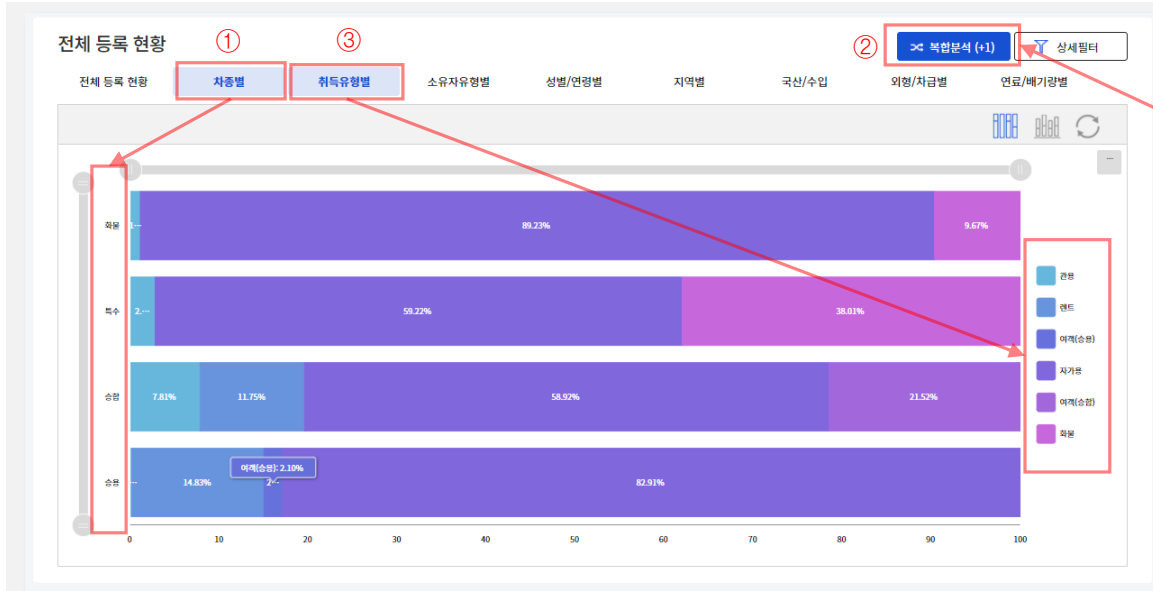 전체 등록 현황
①
③
②
복합분석 (+1)
상세필터
전체 등록 현황
차종별
취득유형별
소유자유형별
성별/연령별
지역별
국산/수입
외형/차급별
연료/배기량별
화물
1...
89.23%
9.67%
특수
2....
59.22%
38.01%
승합
7.81%
11.75%
58.92%
21.52%
승용
...
14.83%
여객(승용): 2.10%
2...
82.91%
0
10
20
30
40
50
60
70
80
90
100
관용
렌트
여객(승용)
자가용
여객(승합)
화물